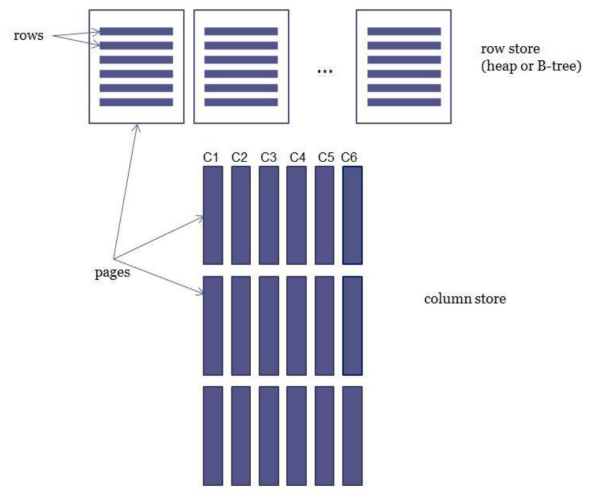 rows
row store
(heap or B-tree)
...
C1 C2 C3 C4 C5 C6
pages
column store